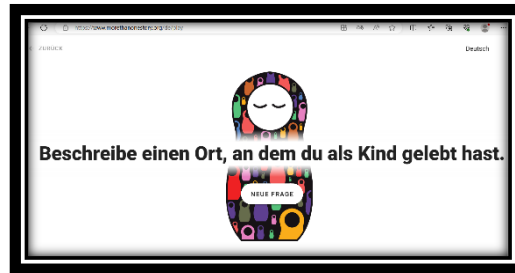 ZURÜCK
Deutsch
Beschreibe einen Ort, an dem du als Kind gelebt hast.
NEUE FRAGE